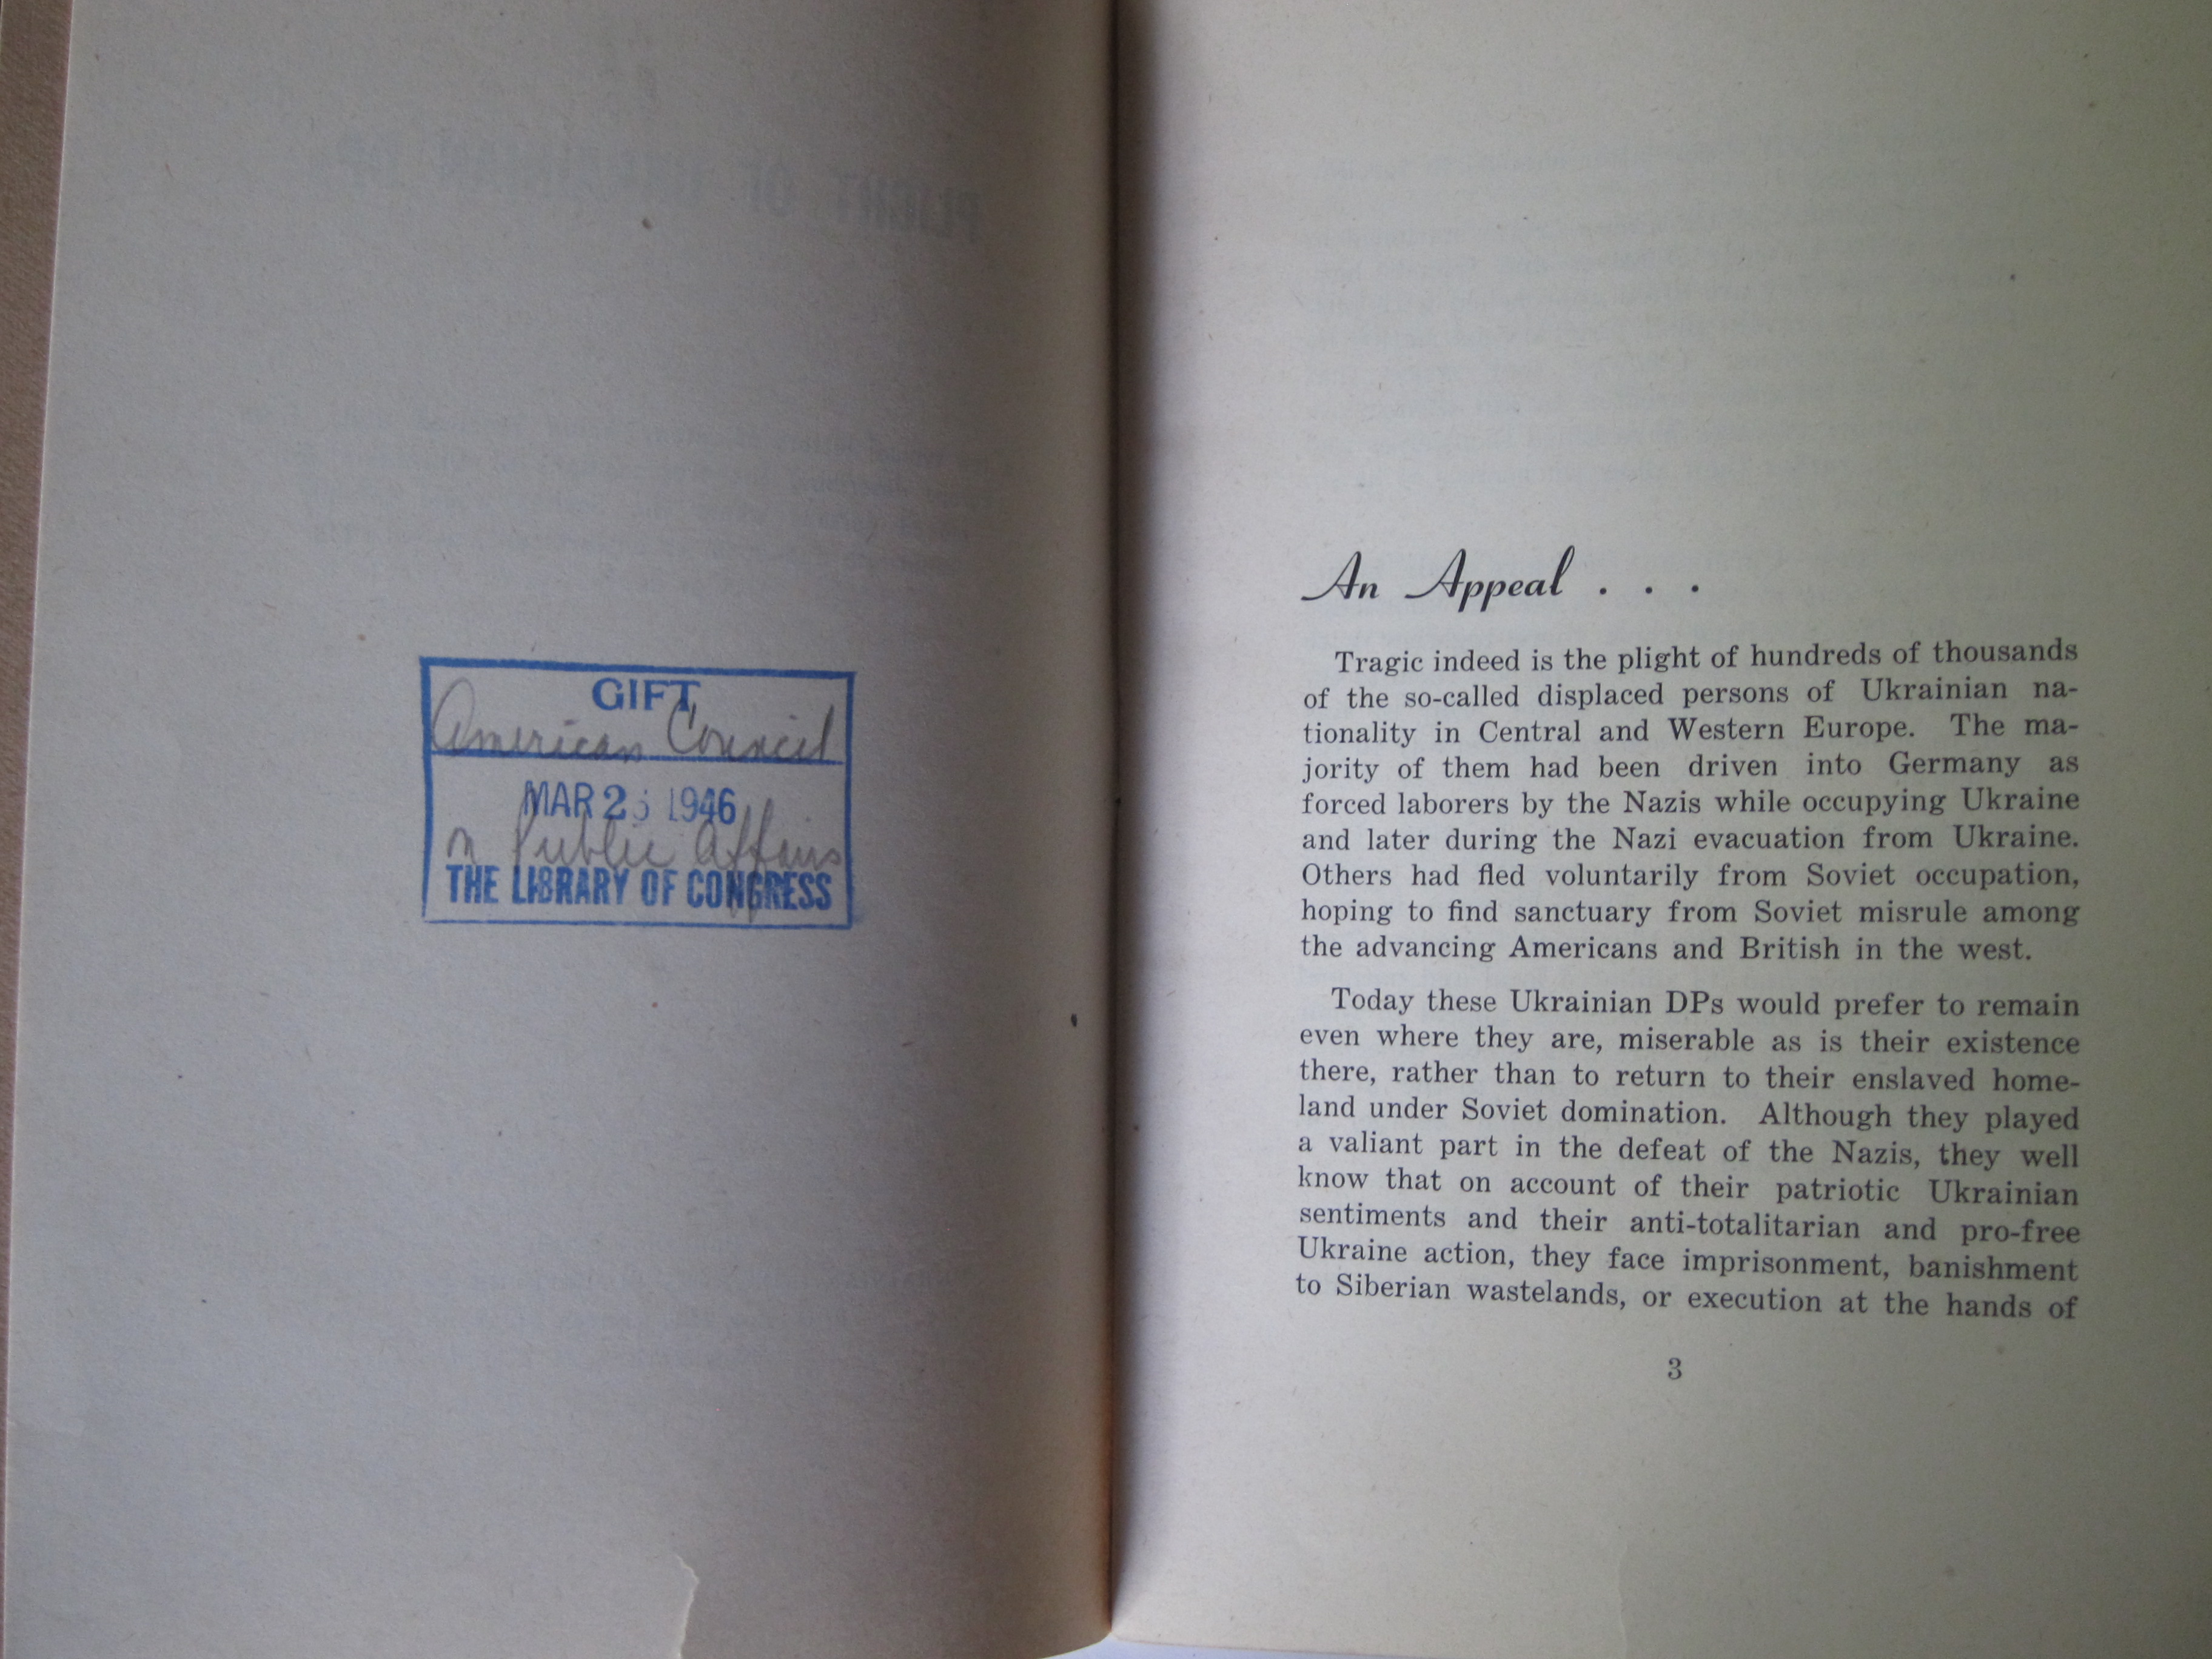 GIFT
American Council
MAR 2 1946
on Public Affairs
THE LIBRARY OF CONGRESS
PLIGHT OF UKRAINIAN DP
An Appeal . . .
Tragic indeed is the plight of hundreds of thousands
of the so-called displaced persons of Ukrainian na-
tionality in Central and Western Europe. The ma-
jority of them had been driven into Germany as
forced laborers by the Nazis while occupying Ukraine
and later during the Nazi evacuation from Ukraine.
Others had fled voluntarily from Soviet occupation,
hoping to find sanctuary from Soviet misrule among
the advancing Americans and British in the west.
Today these Ukrainian DPs would prefer to remain
even where they are, miserable as is their existence
there, rather than to return to their enslaved home-
land under Soviet domination. Although they played
a valiant part in the defeat of the Nazis, they well
know that on account of their patriotic Ukrainian
sentiments and their anti-totalitarian and pro-free
Ukraine action, they face imprisonment, banishment
to Siberian wastelands, or execution at the hands of
3